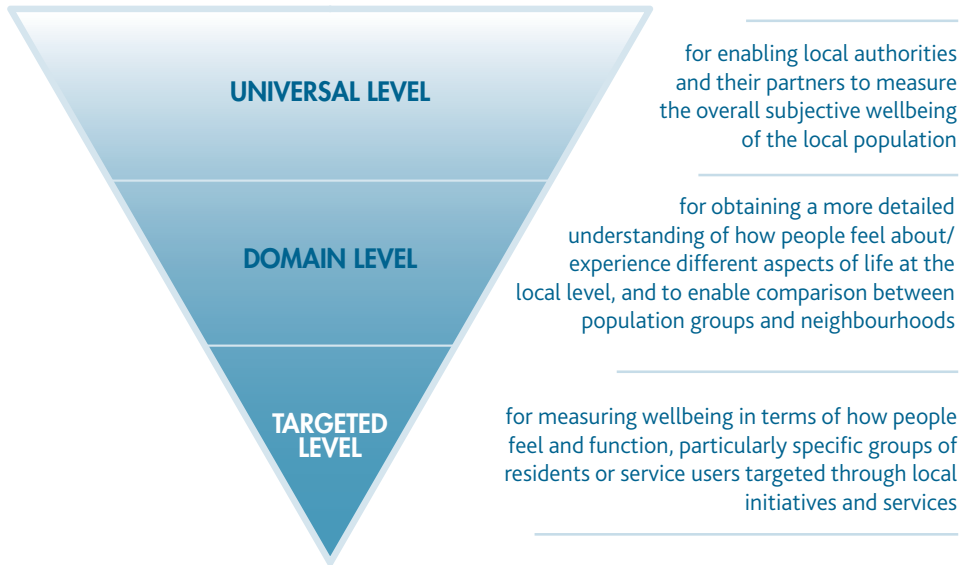 UNIVERSAL LEVEL
for enabling local authorities
and their partners to measure
the overall subjective wellbeing
of the local population
DOMAIN LEVEL
for obtaining a more detailed
understanding of how people feel about/
experience different aspects of life at the
local level, and to enable comparison between
population groups and neighbourhoods
TARGETED
LEVEL
for measuring wellbeing in terms of how people
feel and function, particularly specific groups of
residents or service users targeted through local
initiatives and services